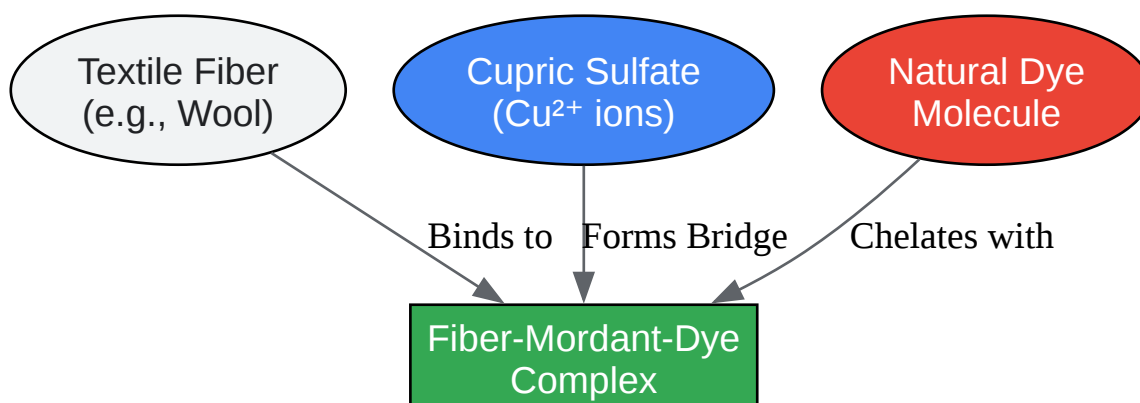 Textile Fiber
(e.g., Wool)
Cupric Sulfate
(Cu²⁺ ions)
Natural Dye
Molecule
Binds to
Forms Bridge
Chelates with
Fiber-Mordant-Dye
Complex